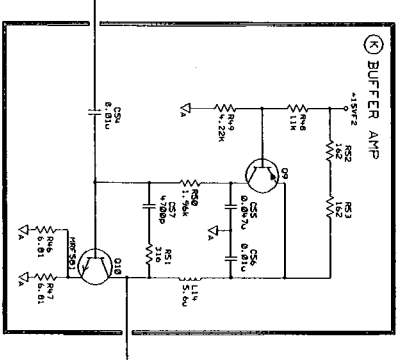 K BUFFER AMP
+15VF2
R52
162
R53
162
R48
11K
R49
4.22K
A
Q9
C54
0.01u
R50
1.96K
C55
0.047u
C56
0.01u
A
C57
4700p
R51
316
L14
5.6u
Q10
MRF581
R46
6.81
A
R47
6.81
A